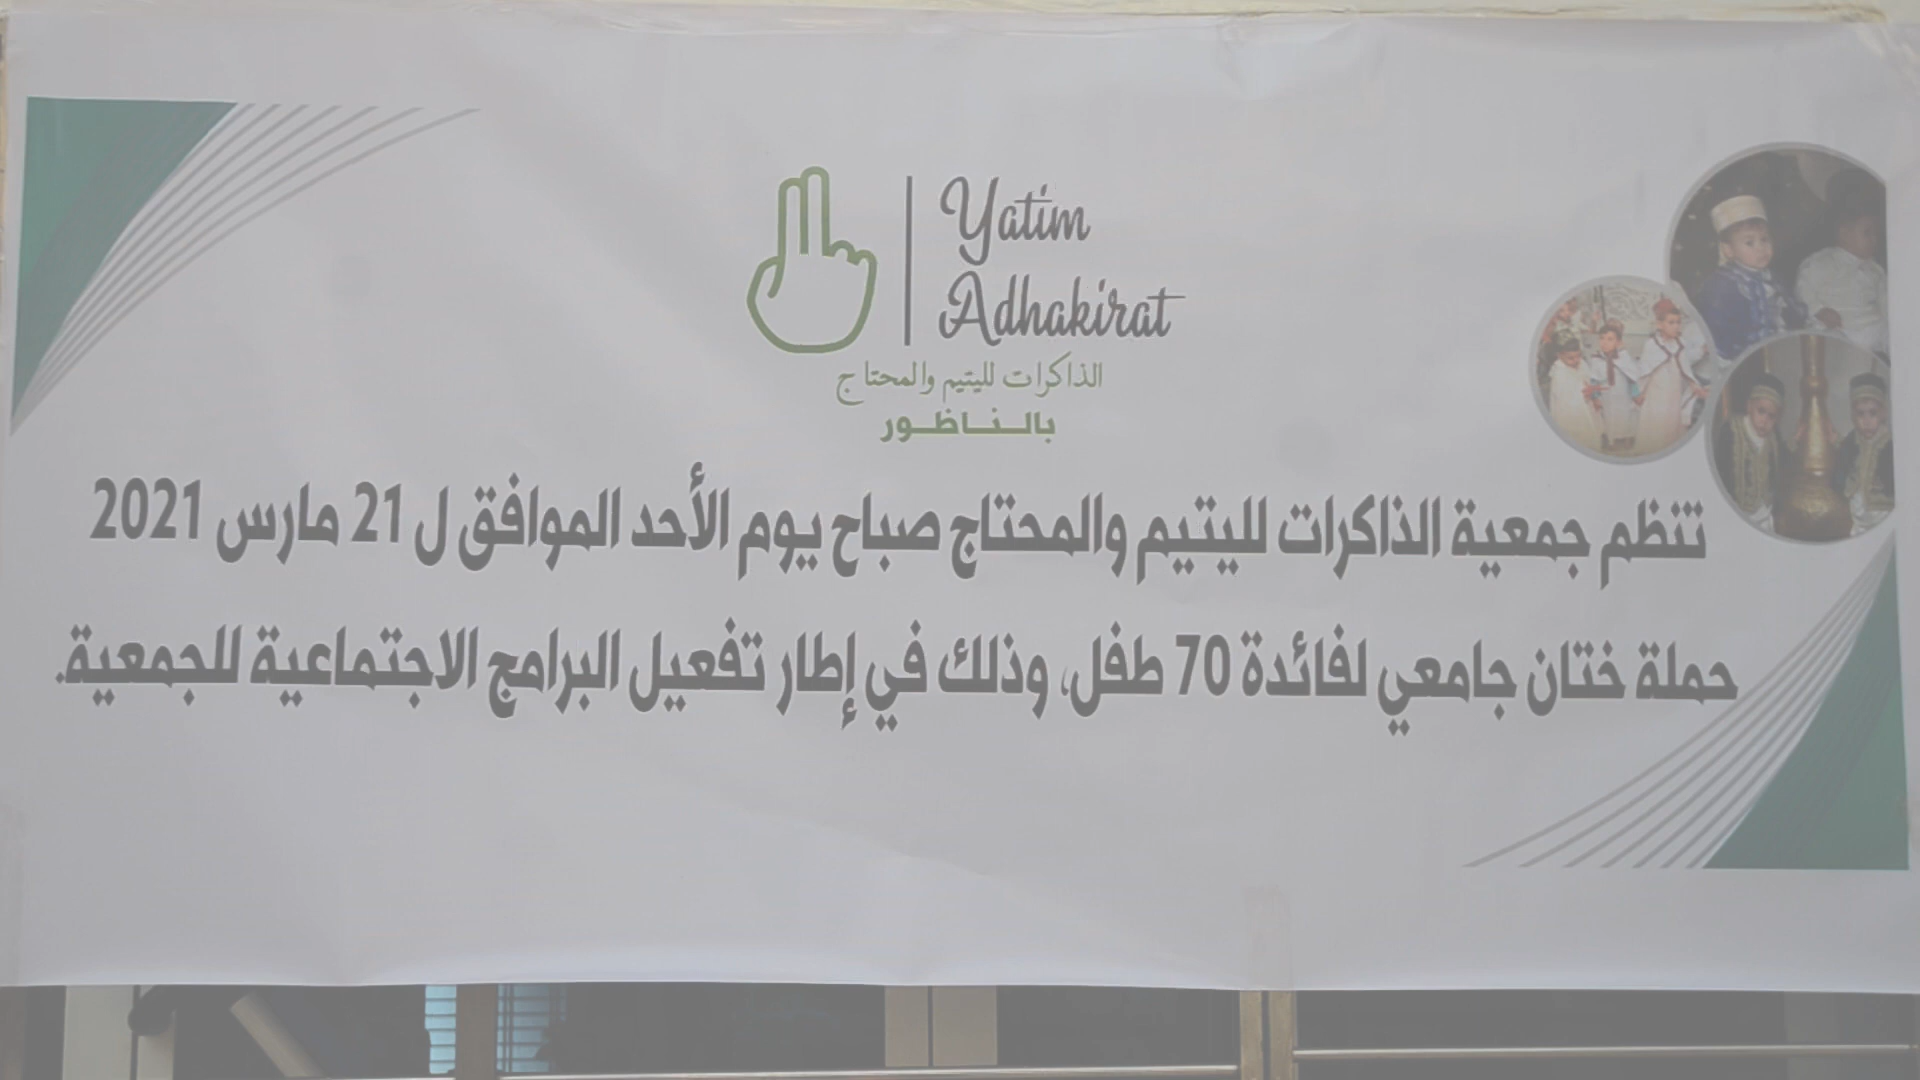 Yatim
Adhakirat
الذاكرات لليتيم والمحتاج
بالناظور
تنظم جمعية الذاكرات لليتيم والمحتاج صباح يوم الأحد الموافق ل 21 مارس 2021
حملة ختان جامعي لفائدة 70 طفل، وذلك في إطار تفعيل البرامج الاجتماعية للجمعية.